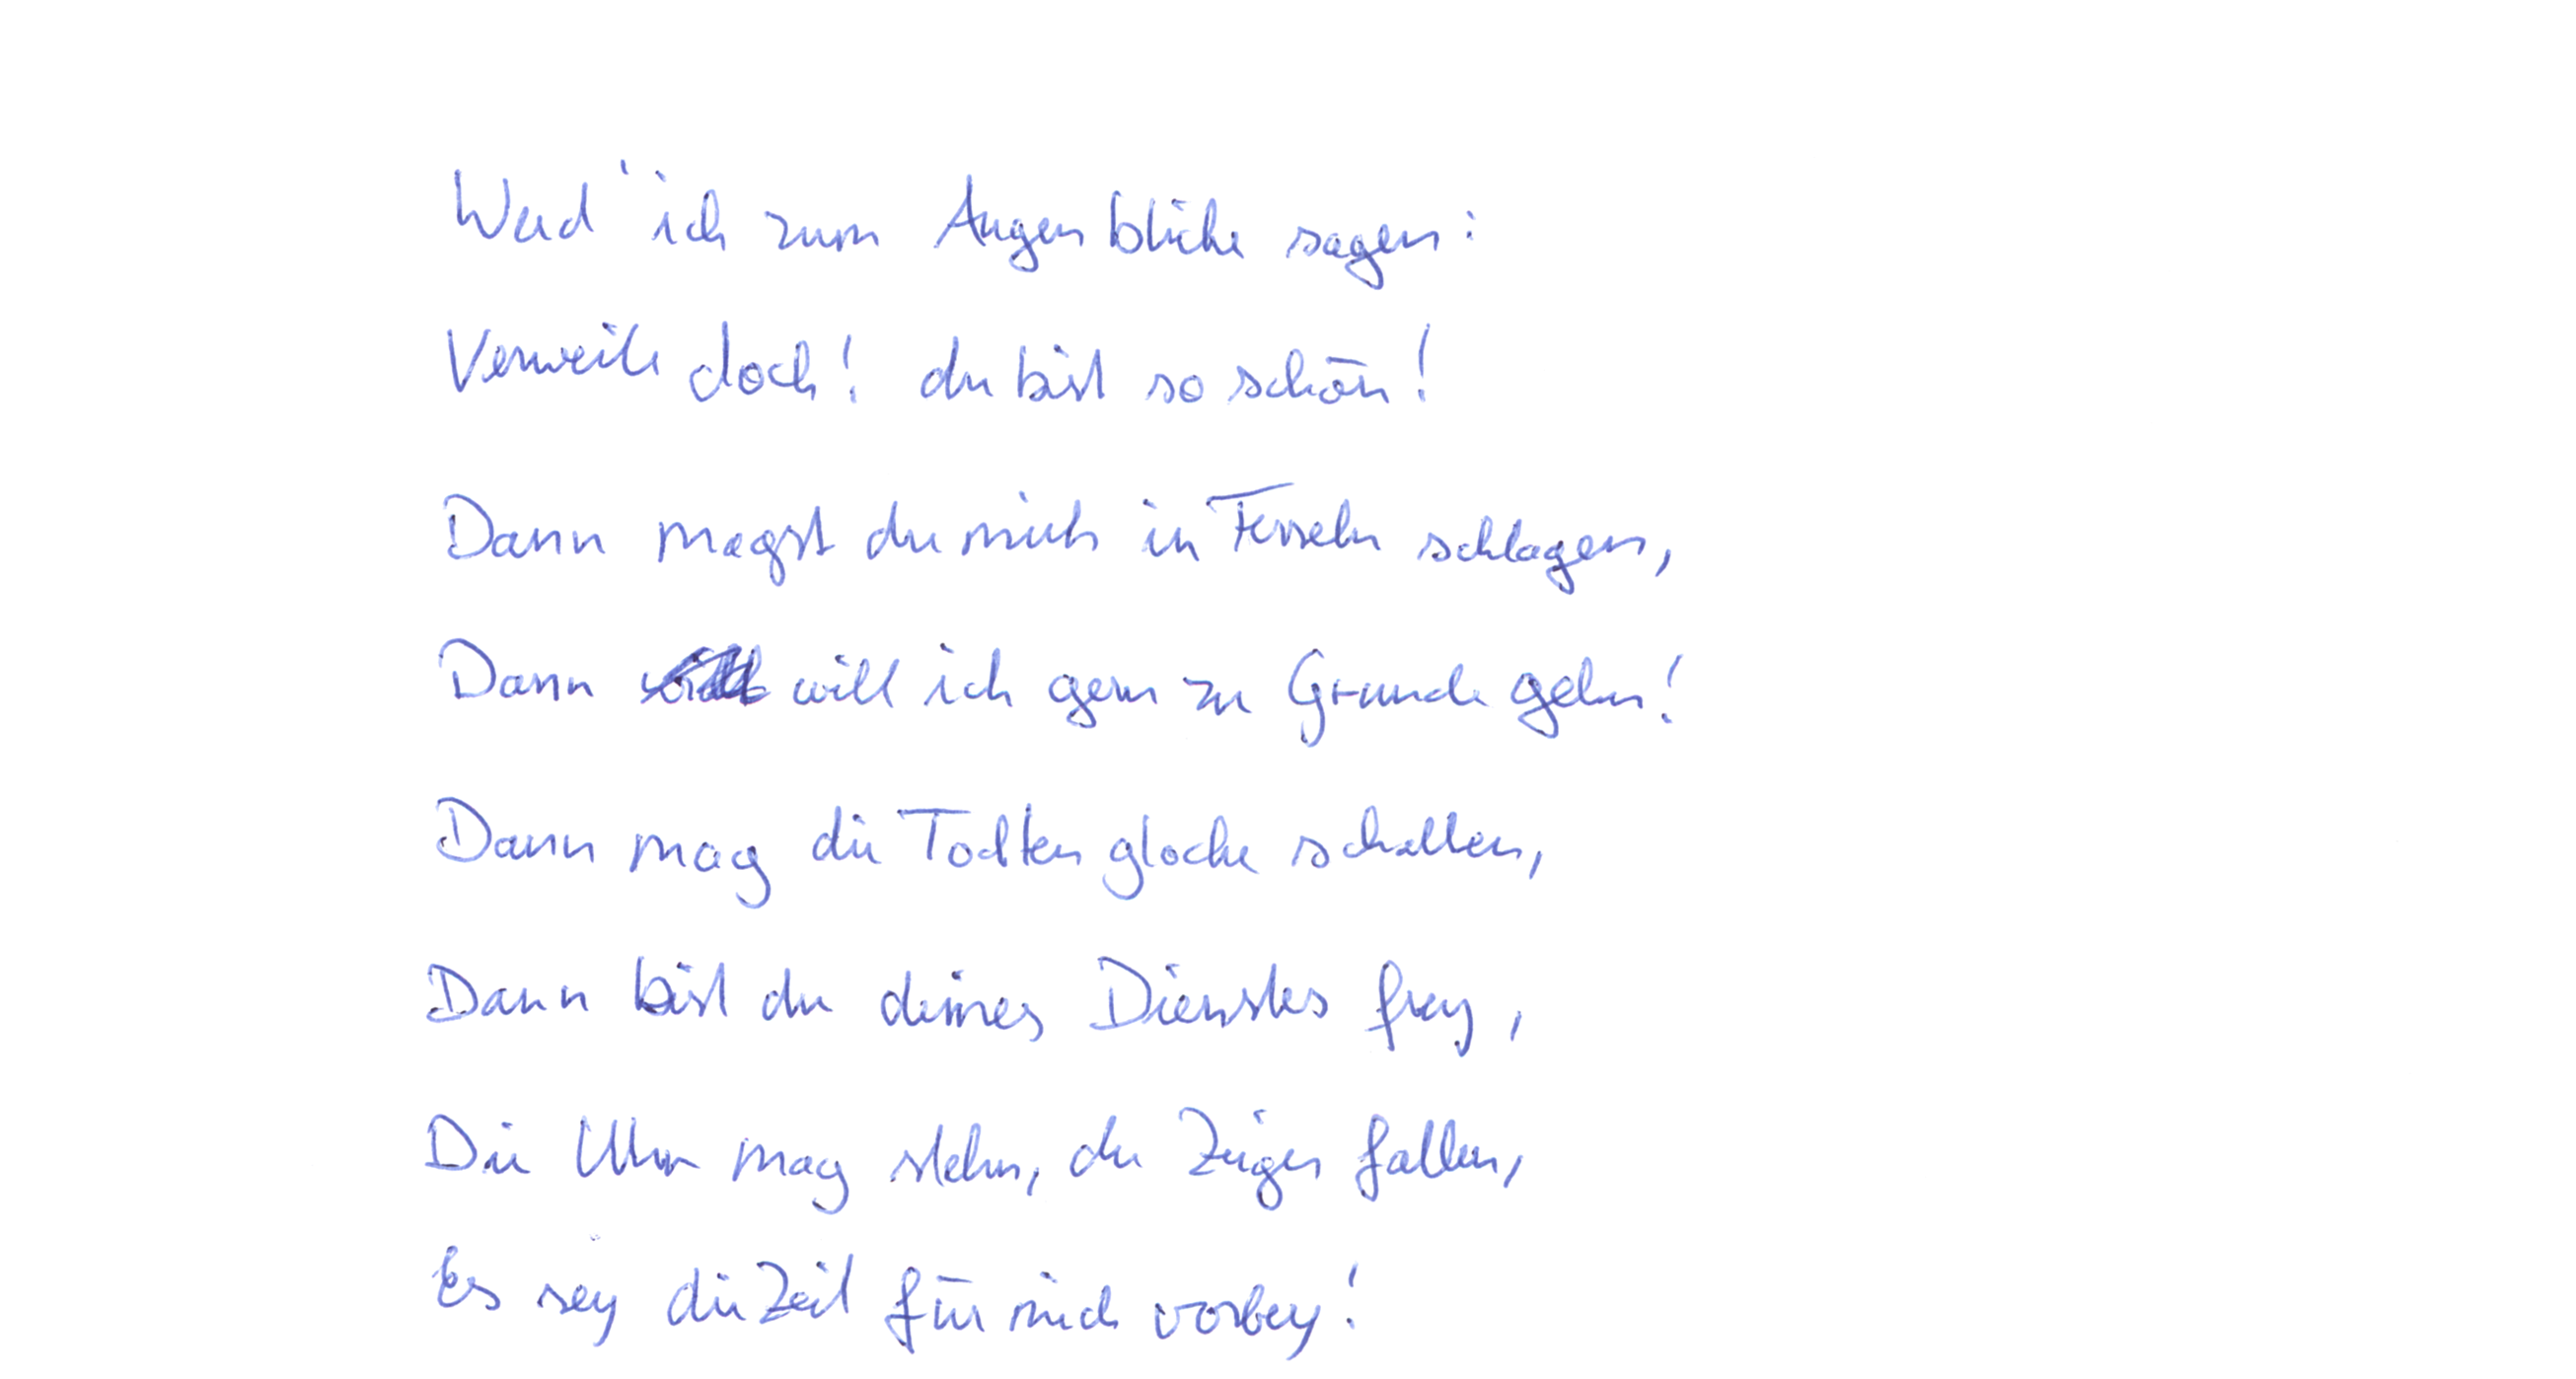 Werd' ich zum Augenblicke sagen:
Verweile doch! du bist so schön!
Dann magst du mich in Fesseln schlagen,
Dann will ich gern zu Grunde gehn!
Dann mag die Todtenglocke schallen,
Dann bist du deines Dienstes frey,
Die Uhr mag stehn, der Zeiger fallen,
Es sey die Zeit für mich vorbey!